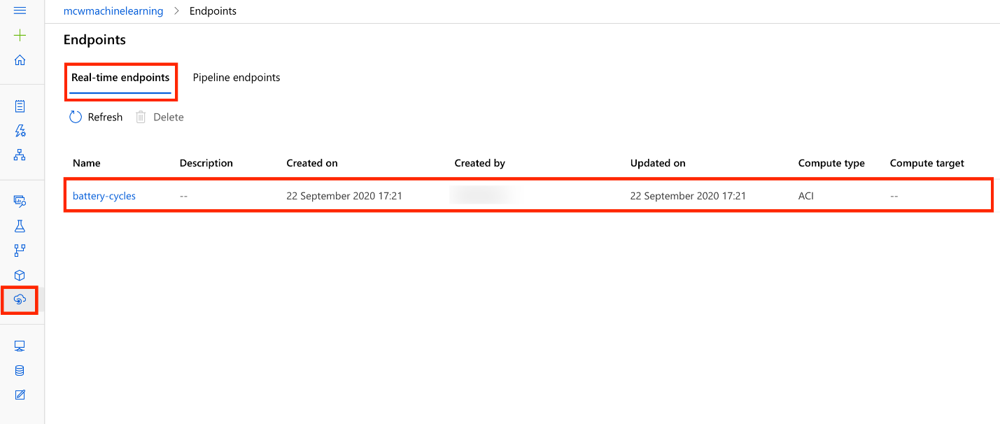 mcwmachinelearning > Endpoints
Endpoints
Real-time endpoints Pipeline endpoints
Refresh Delete
Name Description Created on Created by Updated on Compute type Compute target
battery-cycles -- 22 September 2020 17:21 22 September 2020 17:21 ACI --